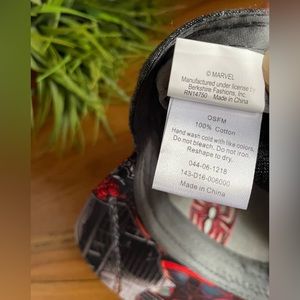 © MARVEL
Manufactured under license by
Berkshire Fashions, Inc.
RN14750 Made in China
OSFM
100% Cotton
Hand wash cold with like colors.
Do not bleach. Do not iron.
Reshape to dry.
044-06-1218
143-D16-006000
Made in China